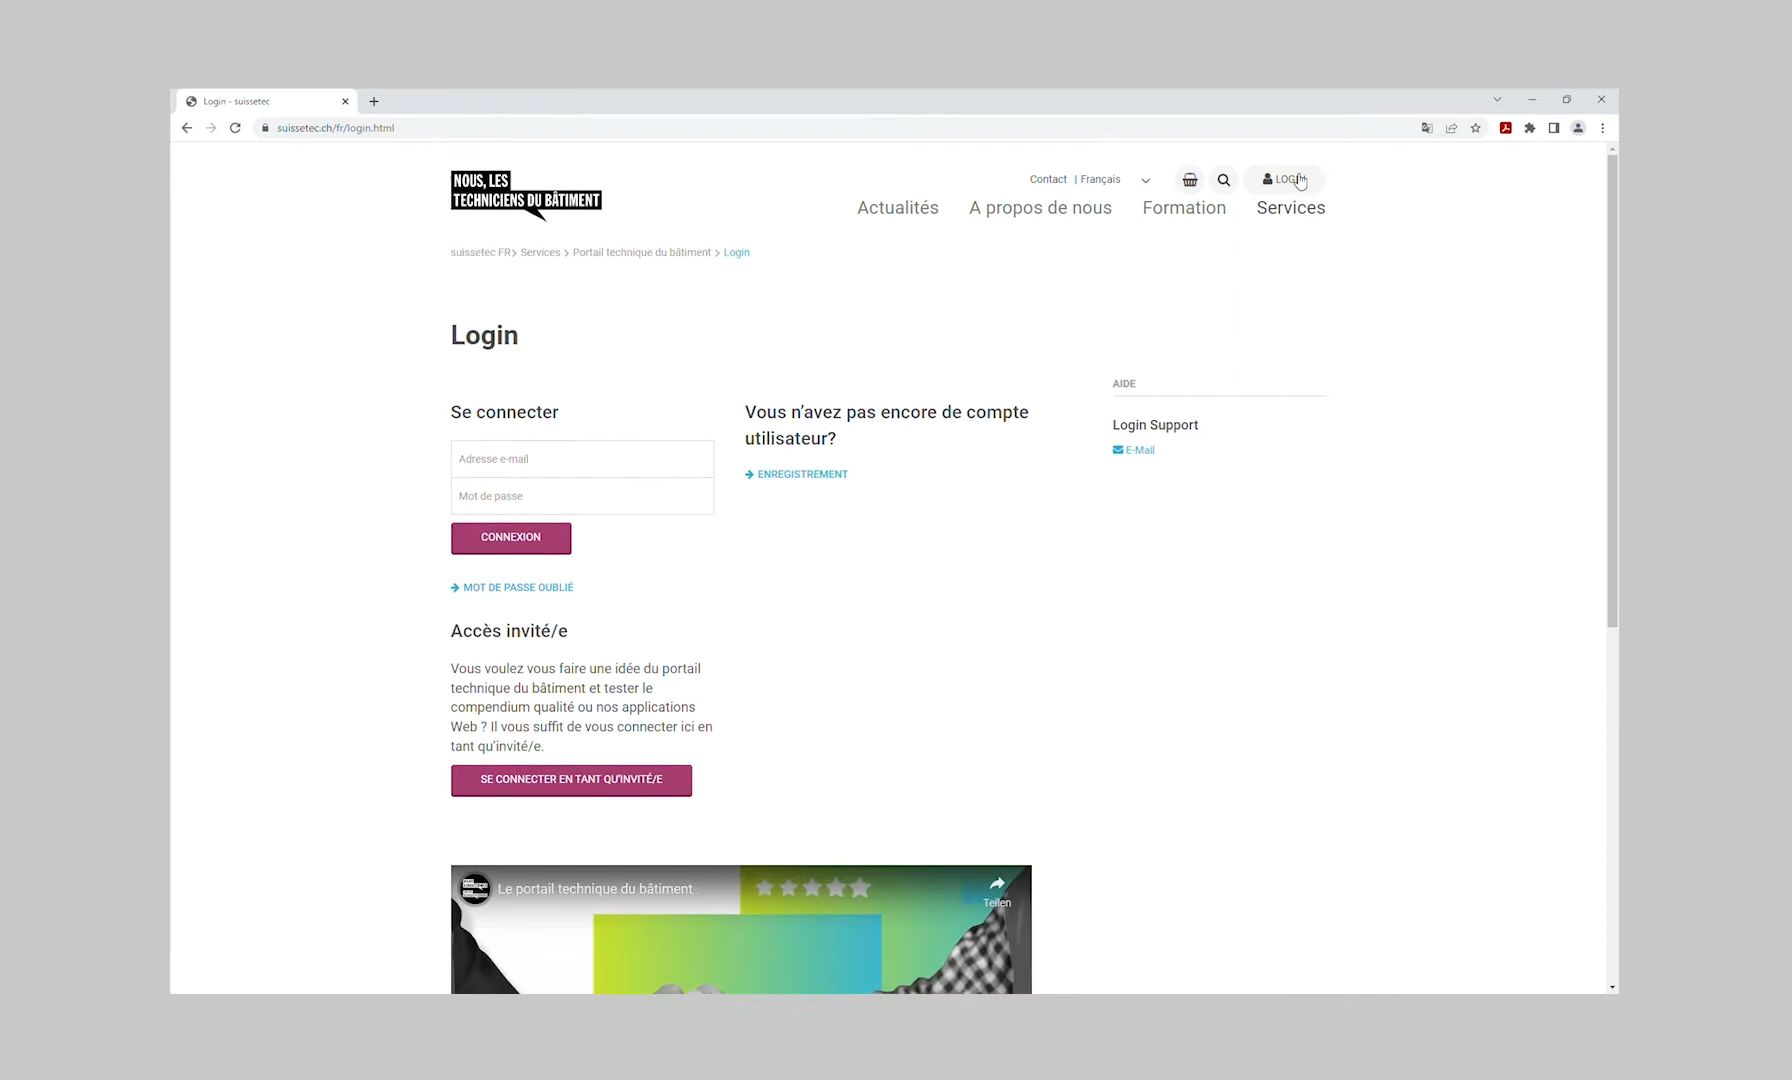 Login - suissetec
suissetec.ch/fr/login.html
NOUS, LES
TECHNICIENS DU BÂTIMENT
Contact | Français
LOGIN
Actualités A propos de nous Formation Services
suissetec FR > Services > Portail technique du bâtiment > Login
Login
Se connecter
Adresse e-mail
Mot de passe
CONNEXION
MOT DE PASSE OUBLIÉ
Vous n'avez pas encore de compte
utilisateur?
ENREGISTREMENT
AIDE
Login Support
E-Mail
Accès invité/e
Vous voulez vous faire une idée du portail
technique du bâtiment et tester le
compendium qualité ou nos applications
Web ? Il vous suffit de vous connecter ici en
tant qu'invité/e.
SE CONNECTER EN TANT QU'INVITÉ/E
Le portail technique du bâtiment
Teilen